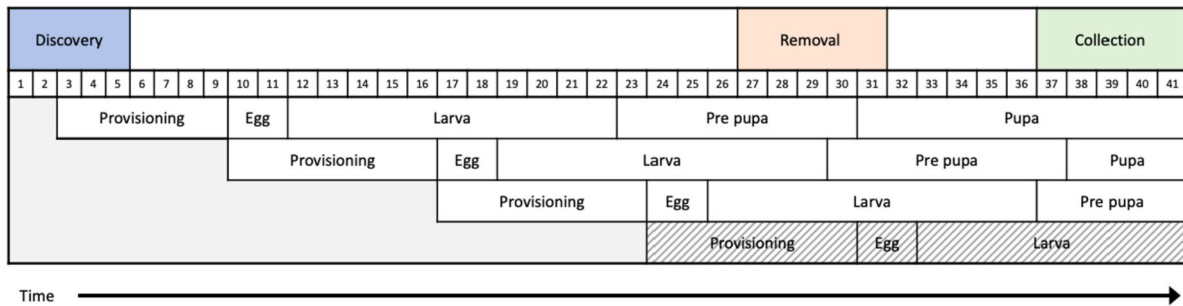 Discovery Removal Collection
1 2 3 4 5 6 7 8 9 10 11 12 13 14 15 16 17 18 19 20 21 22 23 24 25 26 27 28 29 30 31 32 33 34 35 36 37 38 39 40 41
Provisioning Egg Larva Pre pupa Pupa
Provisioning Egg Larva Pre pupa Pupa
Provisioning Egg Larva Pre pupa
Provisioning Egg Larva
Time